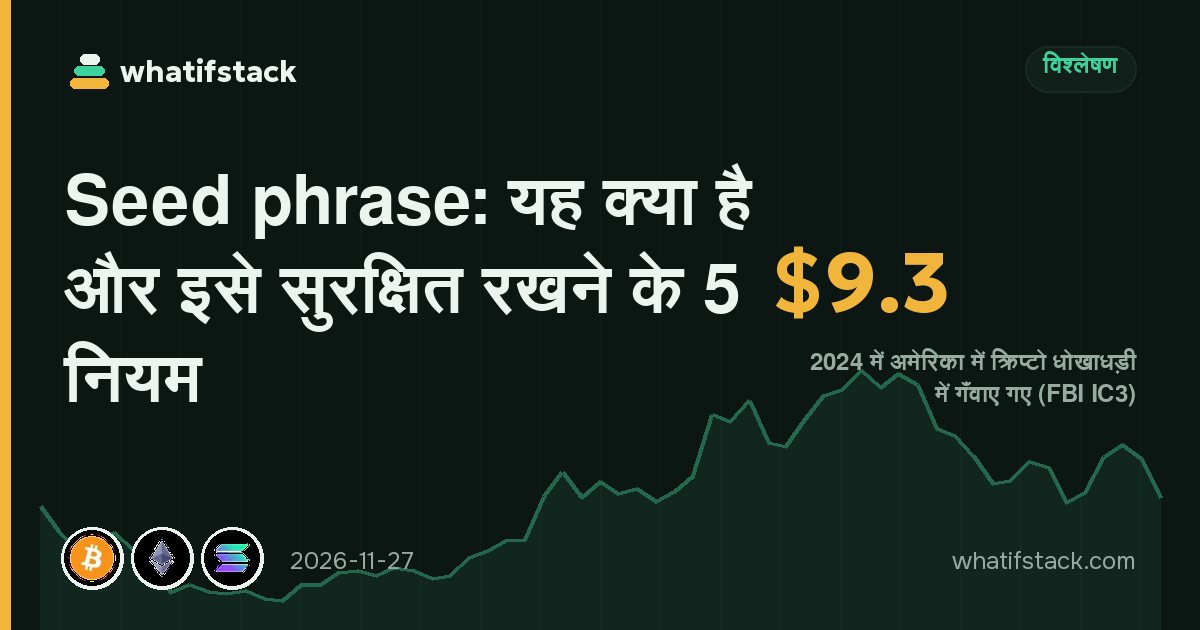 whatifstack
विश्लेषण
Seed phrase: यह क्या है
और इसे सुरक्षित रखने के 5
नियम
$9.3
2024 में अमेरिका में क्रिप्टो धोखाधड़ी
में गँवाए गए (FBI IC3)
2026-11-27
whatifstack.com